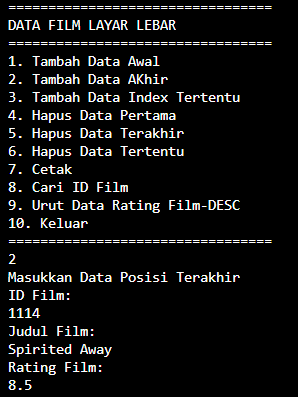 =================================
DATA FILM LAYAR LEBAR
=================================
1. Tambah Data Awal
2. Tambah Data AKhir
3. Tambah Data Index Tertentu
4. Hapus Data Pertama
5. Hapus Data Terakhir
6. Hapus Data Tertentu
7. Cetak
8. Cari ID Film
9. Urut Data Rating Film-DESC
10. Keluar
=================================
2
Masukkan Data Posisi Terakhir
ID Film:
1114
Judul Film:
Spirited Away
Rating Film:
8.5